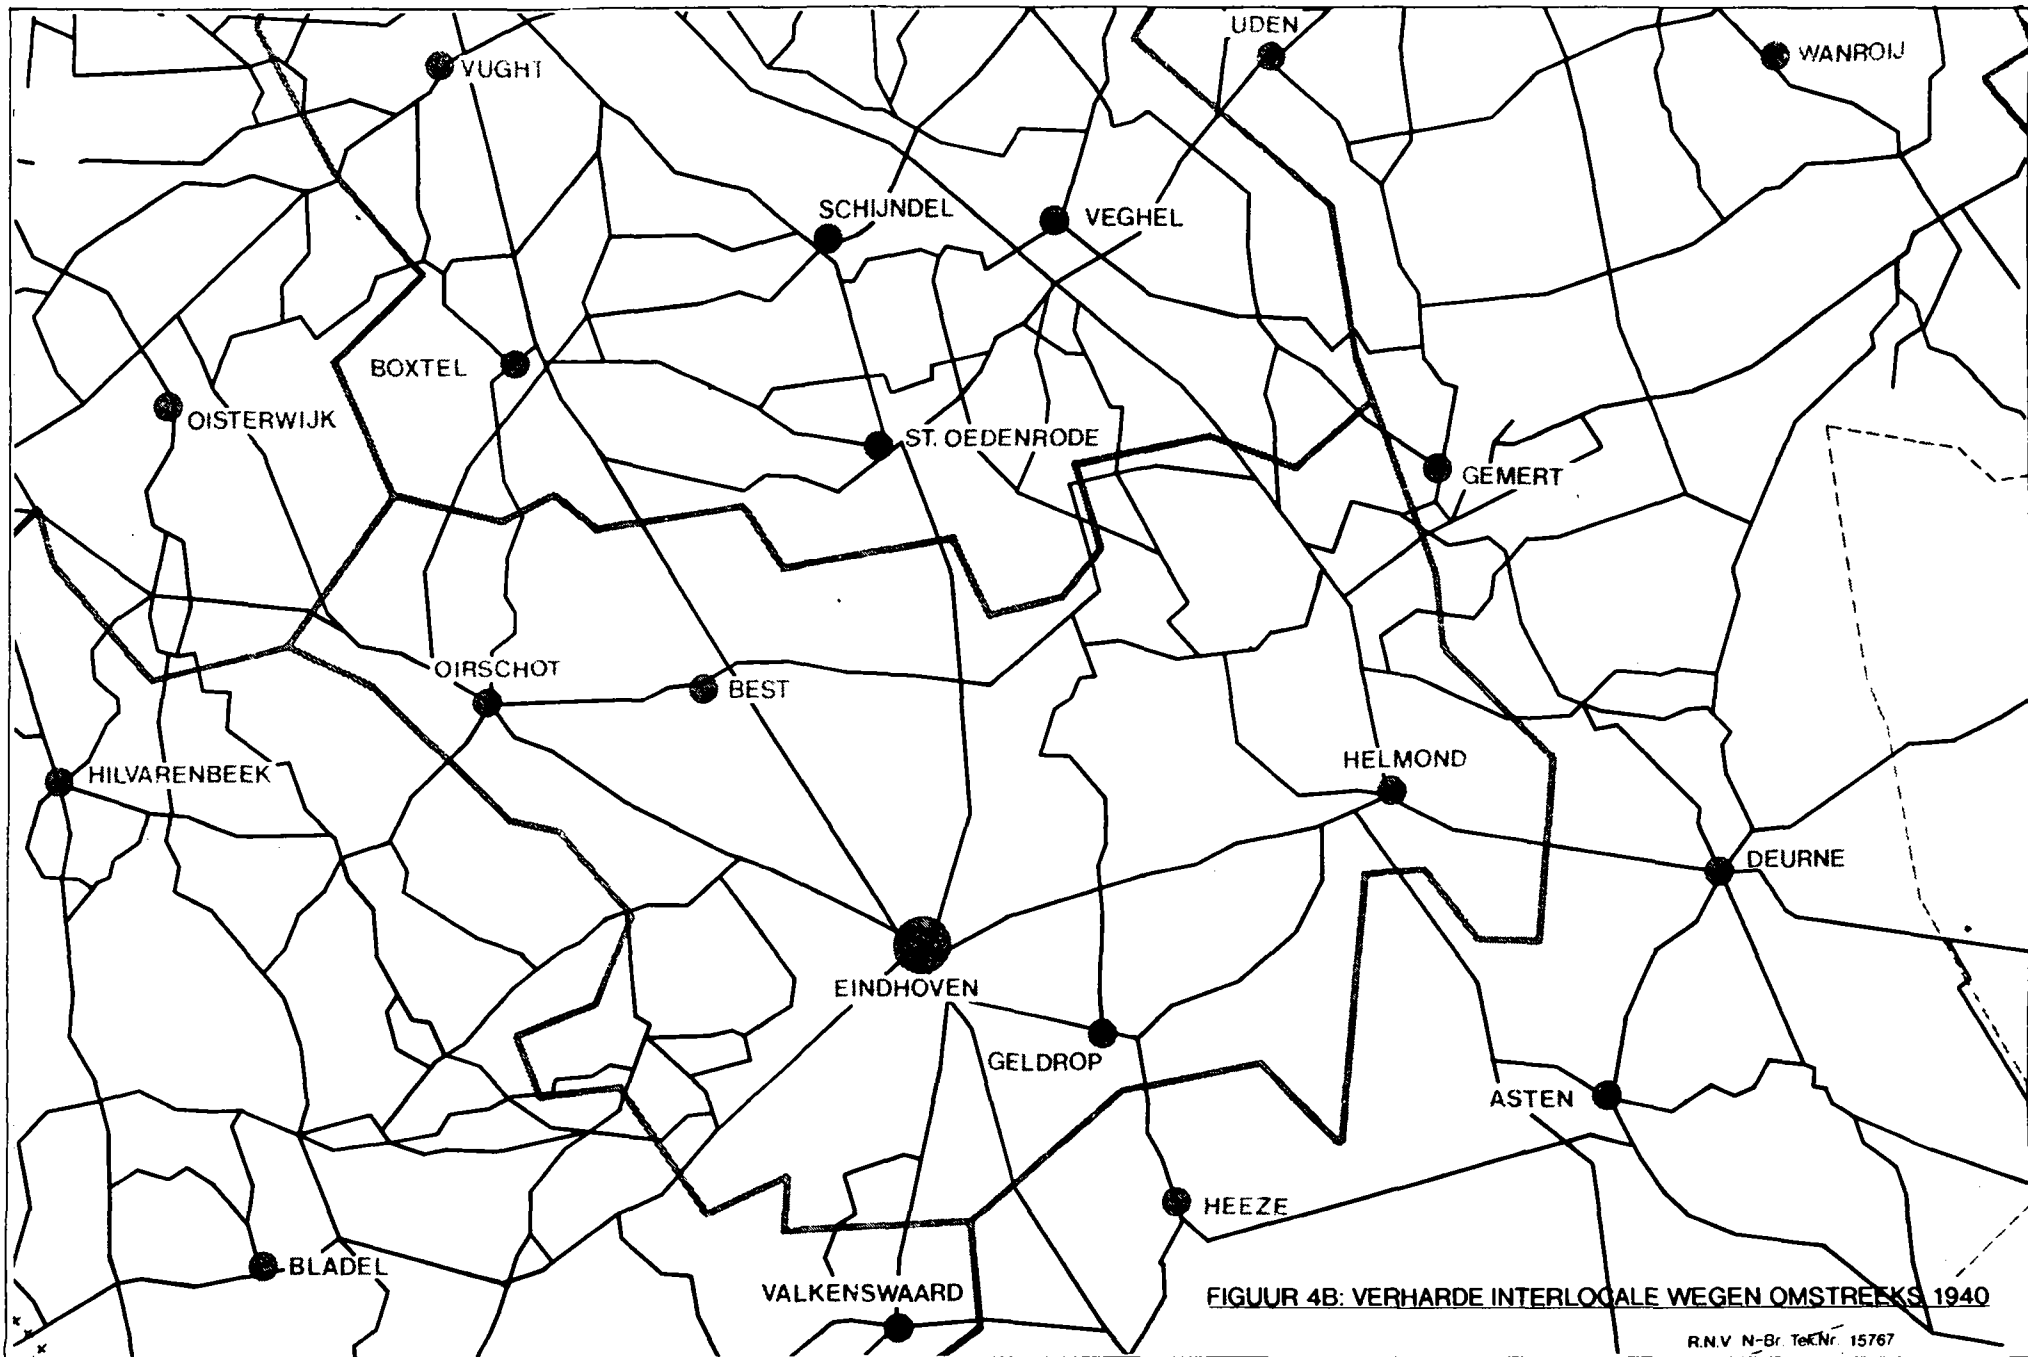 UDEN
WANROIJ
VUGHT
SCHIJNDEL
VEGHEL
BOXTEL
OISTERWIJK
ST. OEDENRODE
GEMERT
OIRSCHOT
BEST
HELMOND
HILVARENBEEK
DEURNE
EINDHOVEN
GELDROP
ASTEN
HEEZE
BLADEL
VALKENSWAARD
FIGUUR 4B: VERHARDE INTERLOCALE WEGEN OMSTREEKS 1940
R.N.V N-Br. Tek.Nr. 15767